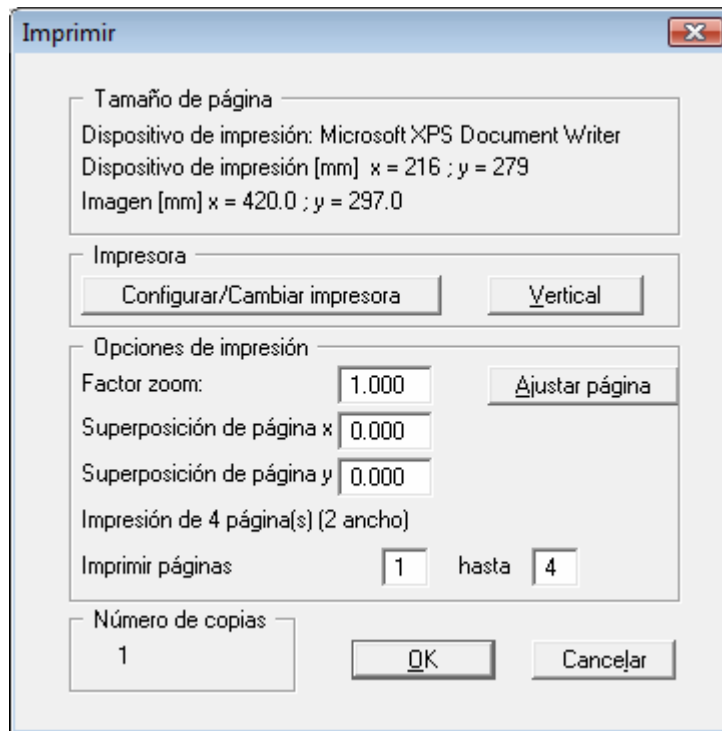 Imprimir
Tamaño de página
Dispositivo de impresión: Microsoft XPS Document Writer
Dispositivo de impresión [mm] x = 216 ; y = 279
Imagen [mm] x = 420.0 ; y = 297.0
Impresora
Configurar/Cambiar impresora Vertical
Opciones de impresión
Factor zoom: 1.000 Ajustar página
Superposición de página x 0.000
Superposición de página y 0.000
Impresión de 4 página(s) (2 ancho)
Imprimir páginas 1 hasta 4
Número de copias
1 OK Cancelar